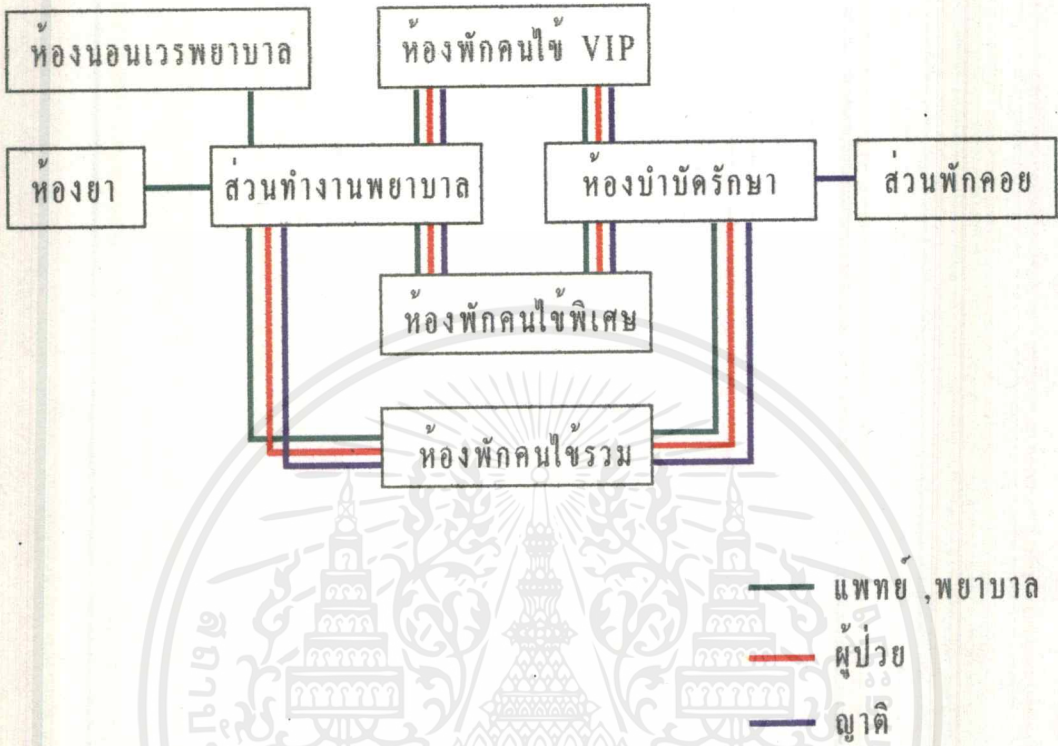 ห้องนอนเวรพยาบาล
ห้องพักคนไข้ VIP
ห้องยา
ส่วนทำงานพยาบาล
ห้องบำบัดรักษา
ส่วนพักคอย
ห้องพักคนไข้พิเศษ
ห้องพักคนไข้รวม
แพทย์ ,พยาบาล
ผู้ป่วย
ญาติ